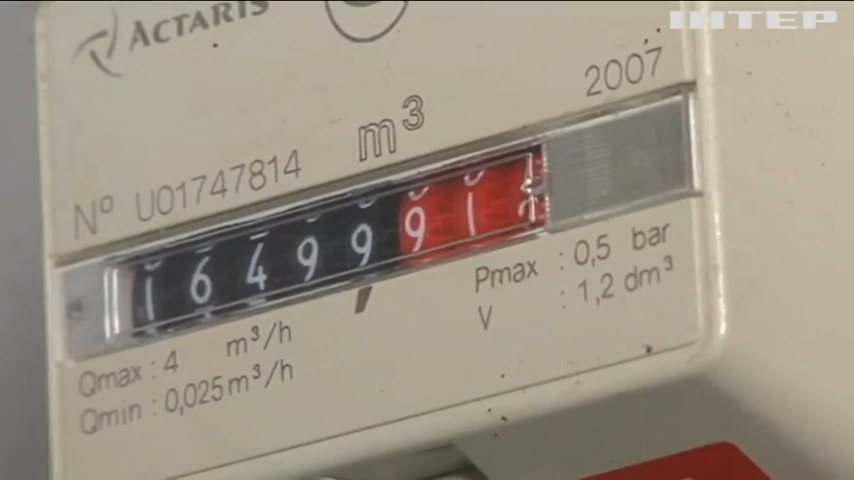 ІНТЕР
ACTARIS
m³
2007
Nº U01747814
16499 91
Pmax : 0,5 bar
V : 1,2 dm³
Qmax : 4 m³/h
Qmin : 0,025 m³/h